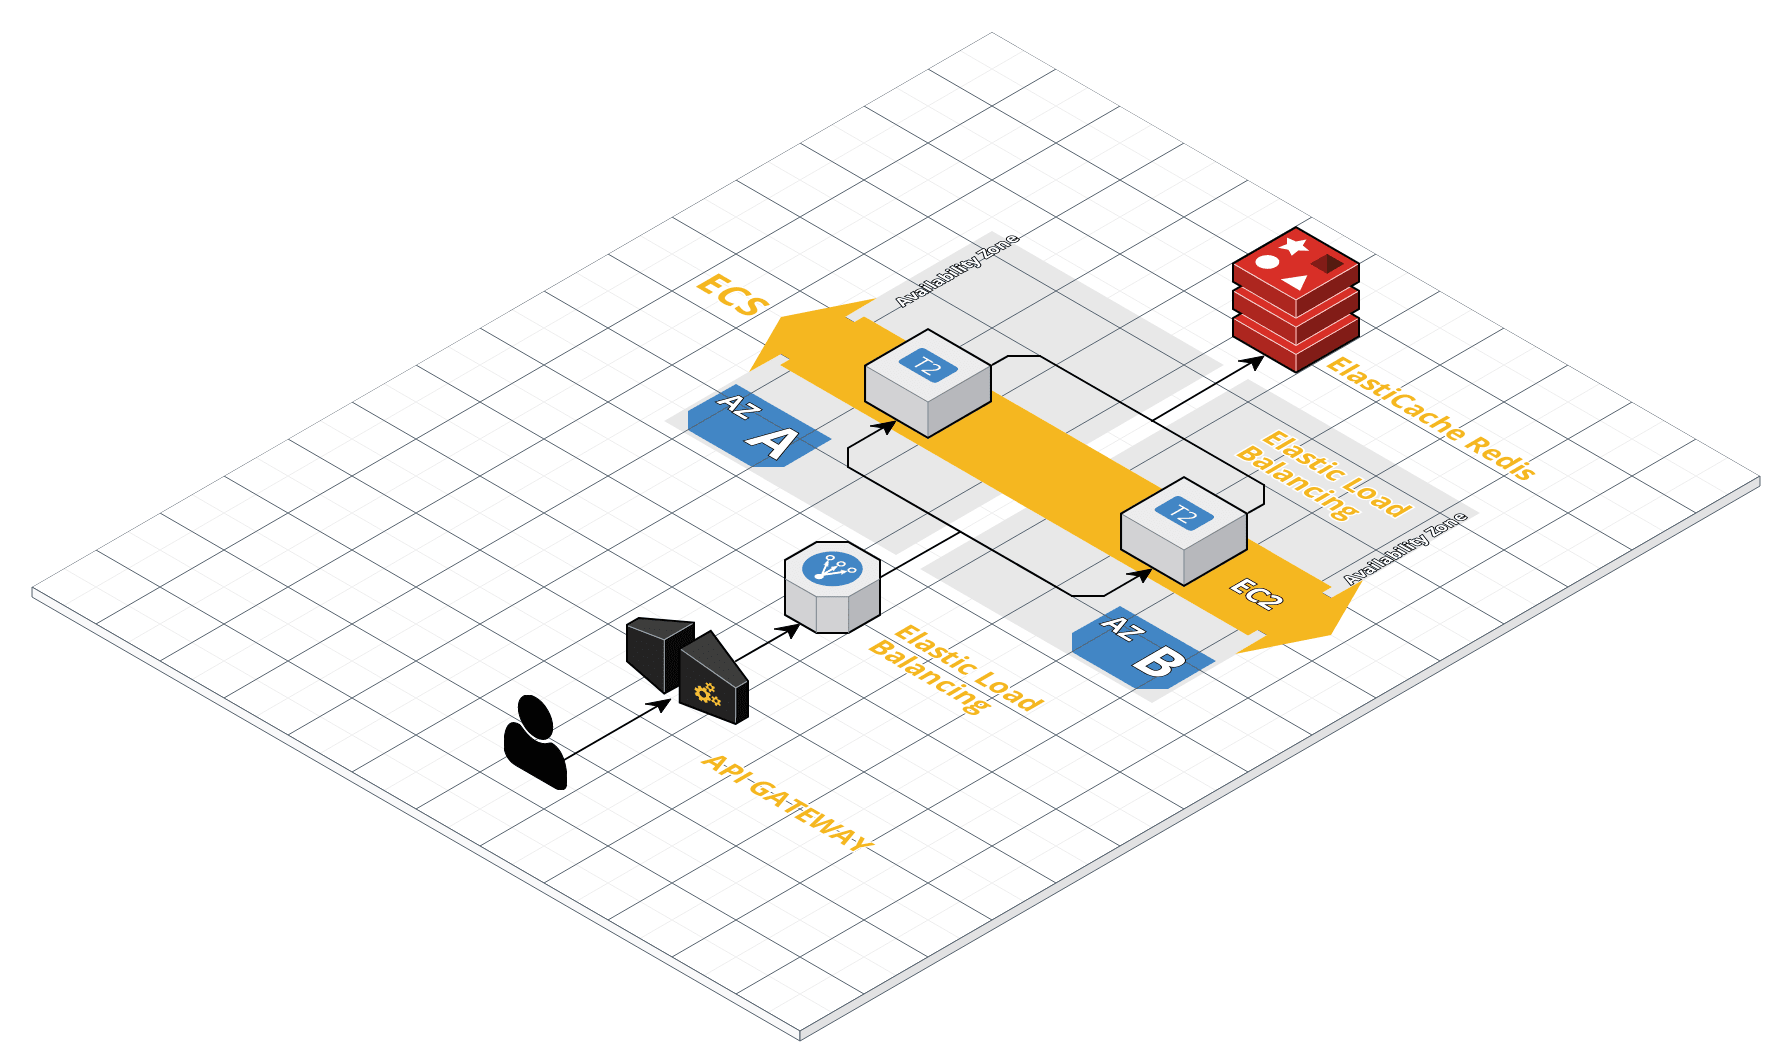 Availability Zone
ECS
T2
AZ
A
ElastiCache Redis
Elastic Load
Balancing
T2
Availability Zone
EC2
AZ
B
Elastic Load
Balancing
API GATEWAY